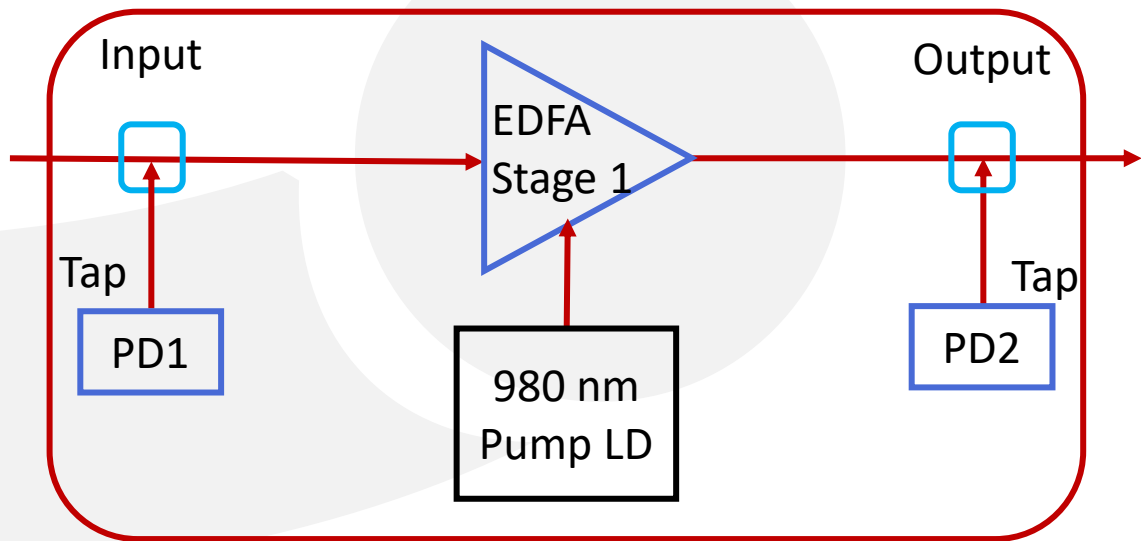 Input
Output
EDFA
Stage 1
Tap
Tap
PD1
PD2
980 nm
Pump LD